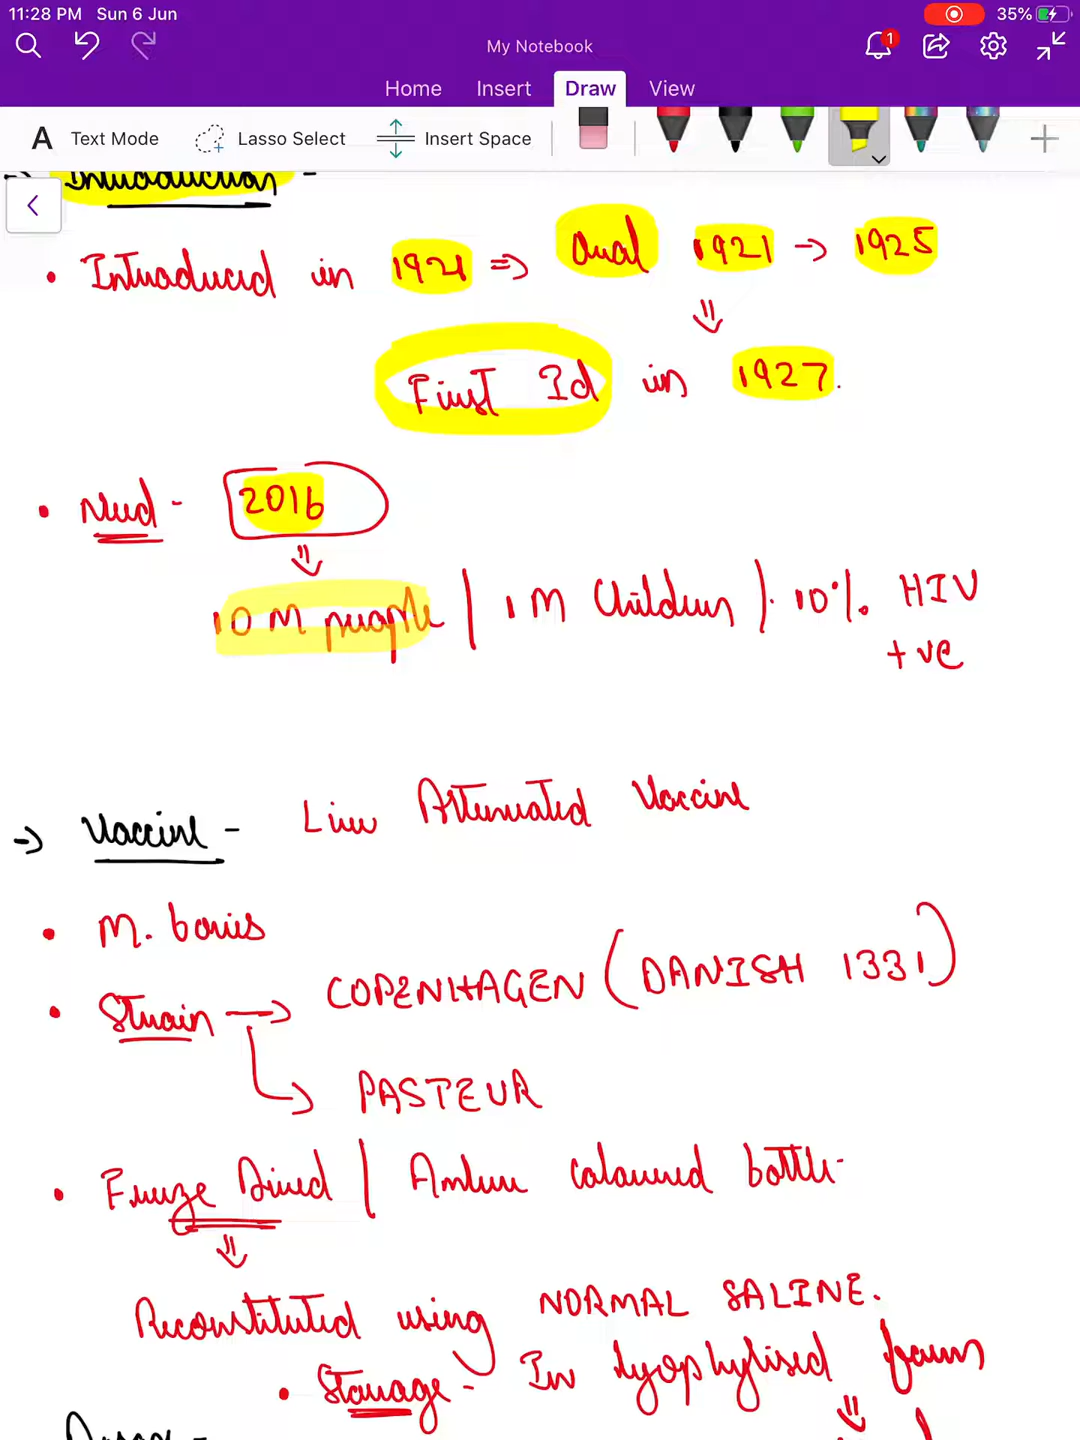 11:28 PM Sun 6 Jun 35%
My Notebook 1
Home Insert Draw View
A Text Mode Lasso Select Insert Space
→ Introduction -
• Introduced in 1921 ⇒ Oral 1921 → 1925
⇓
First Id in 1927.
• Need - 2016
⇓
10 M people | 1 M Children | 10% HIV
+ve
→ Vaccine - Live Attenuated Vaccine
• M. bovis
• Strain → COPENHAGEN (DANISH 1331)
→ PASTEUR
• Freeze Dried | Amber coloured bottle
⇓
Reconstituted using NORMAL SALINE.
• Storage - In lyophylised form
⇓